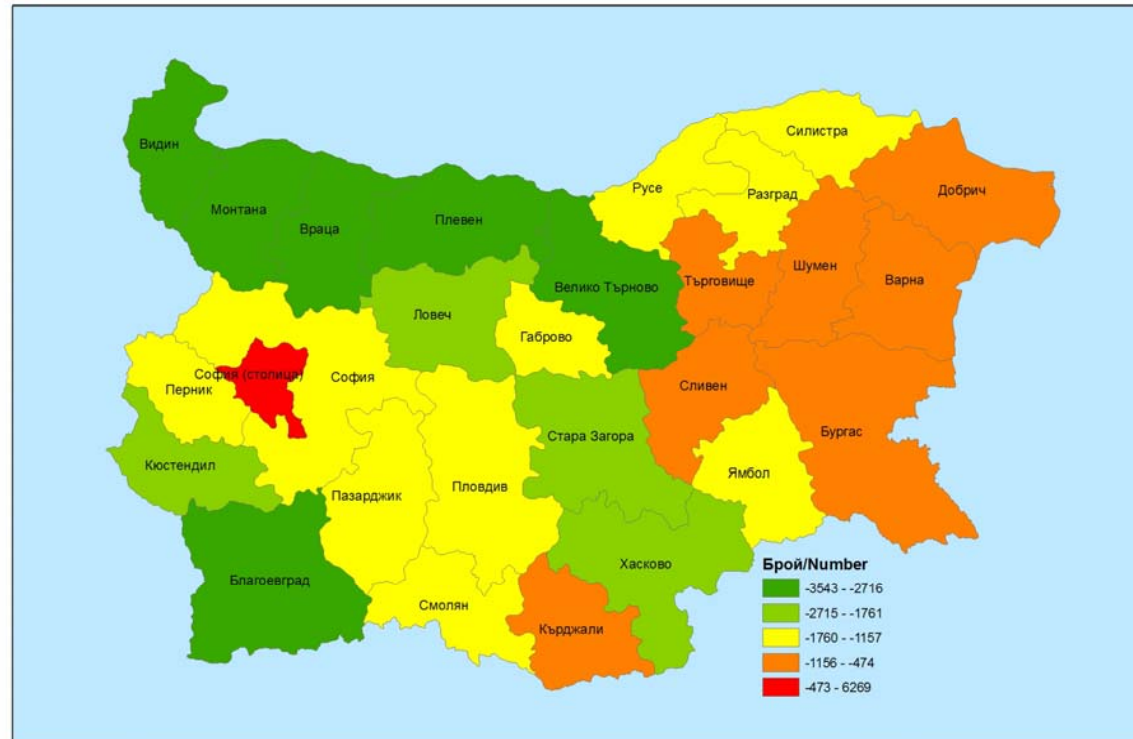 Видин
Монтана
Враца
Плевен
Велико Търново
Русе
Силистра
Разград
Добрич
Шумен
Варна
Търговище
Ловеч
Габрово
София (столица)
Перник
София
Сливен
Бургас
Кюстендил
Стара Загора
Ямбол
Пазарджик
Пловдив
Хасково
Благоевград
Смолян
Кърджали
Брой/Number
-3543 - -2716
-2715 - -1761
-1760 - -1157
-1156 - -474
-473 - 6269